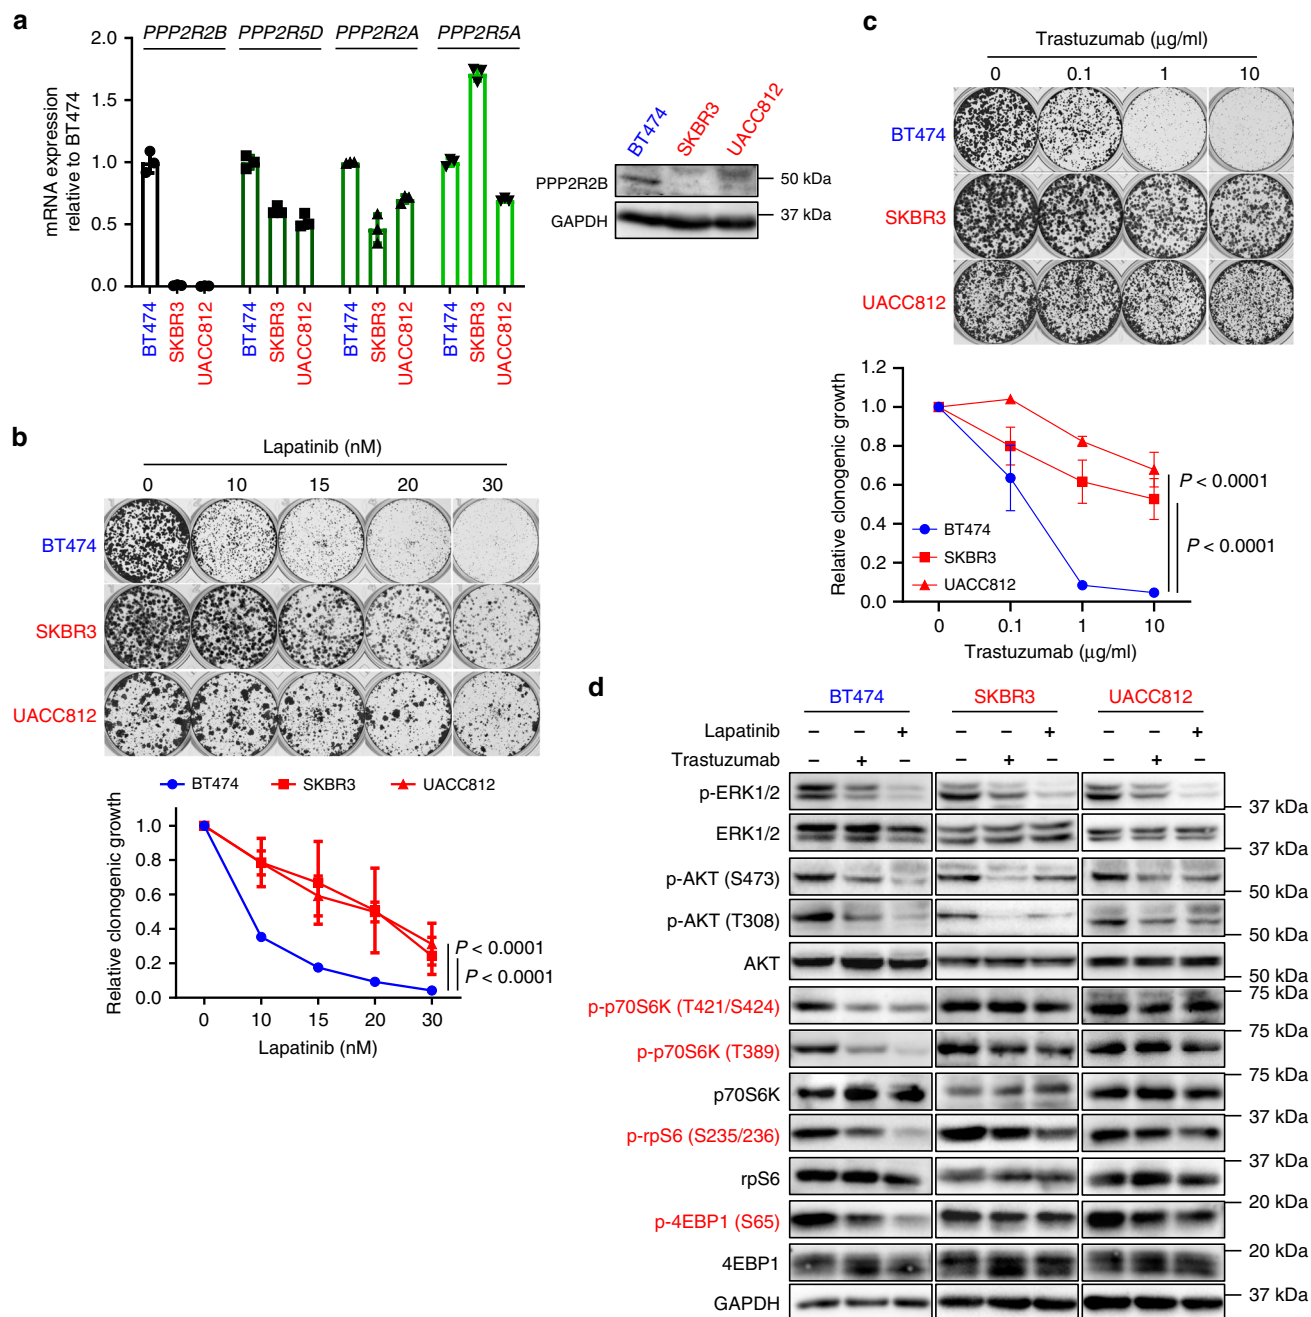 a
PPP2R2B PPP2R5D PPP2R2A PPP2R5A
mRNA expression
relative to BT474
2.0
1.5
1.0
0.5
0.0
BT474 SKBR3 UACC812 BT474 SKBR3 UACC812 BT474 SKBR3 UACC812 BT474 SKBR3 UACC812
BT474 SKBR3 UACC812
PPP2R2B 50 kDa
GAPDH 37 kDa
b
Lapatinib (nM)
0 10 15 20 30
BT474
SKBR3
UACC812
BT474 SKBR3 UACC812
Relative clonogenic growth
1.0
0.8
0.6
0.4
0.2
0.0
P < 0.0001
P < 0.0001
0 10 15 20 30
Lapatinib (nM)
c
Trastuzumab (μg/ml)
0 0.1 1 10
BT474
SKBR3
UACC812
Relative clonogenic growth
1.2
1.0
0.8
0.6
0.4
0.2
0.0
BT474
SKBR3
UACC812
P < 0.0001
P < 0.0001
0 0.1 1 10
Trastuzumab (μg/ml)
d
BT474 SKBR3 UACC812
Lapatinib – – + – – + – – +
Trastuzumab – + – – + – – + –
p-ERK1/2 37 kDa
ERK1/2 37 kDa
p-AKT (S473) 50 kDa
p-AKT (T308) 50 kDa
AKT 50 kDa
p-p70S6K (T421/S424) 75 kDa
p-p70S6K (T389) 75 kDa
p70S6K 75 kDa
p-rpS6 (S235/236) 37 kDa
rpS6 37 kDa
p-4EBP1 (S65) 20 kDa
4EBP1 20 kDa
GAPDH 37 kDa